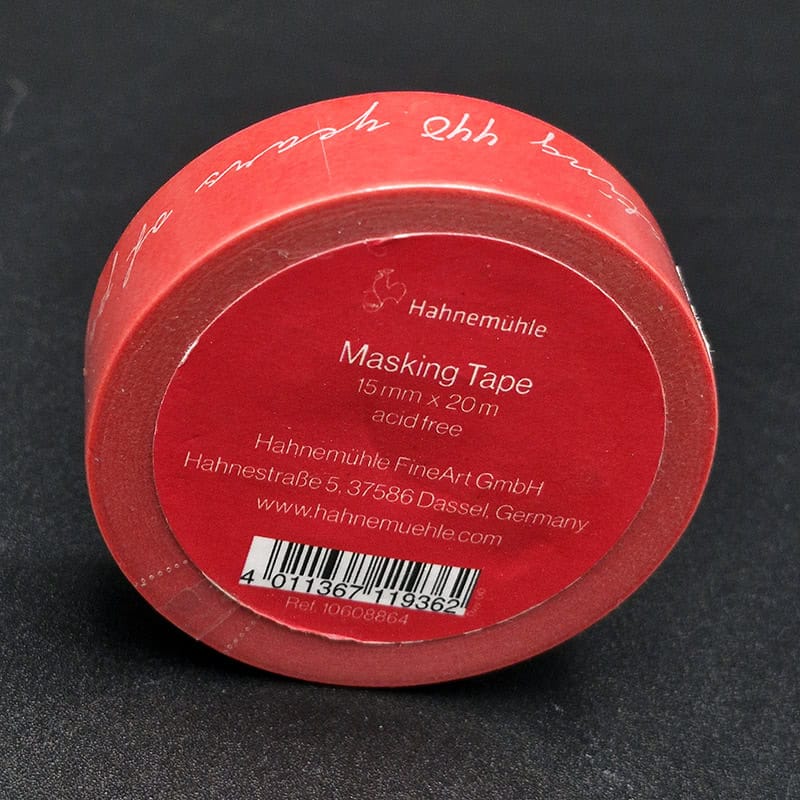 ting 440 years of
Hahnemühle
Masking Tape
15 mm x 20 m
acid free
Hahnemühle FineArt GmbH
Hahnestraße 5, 37586 Dassel, Germany
www.hahnemuehle.com
4 011367 119362
Ref. 10608864